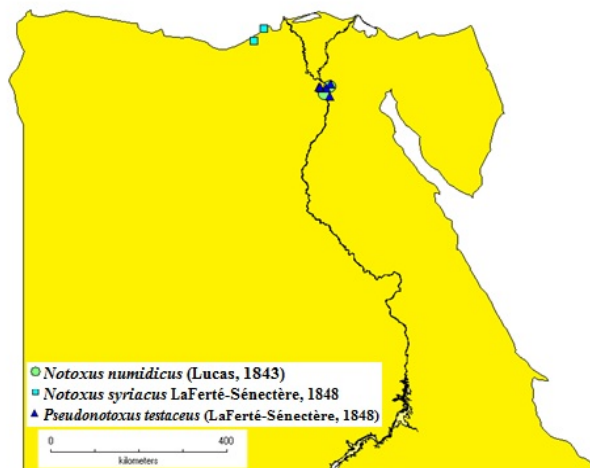 Notoxus numidicus (Lucas, 1843)
Notoxus syriacus LaFerté-Sénectère, 1848
Pseudonotoxus testaceus (LaFerté-Sénectère, 1848)
0 400
kilometers